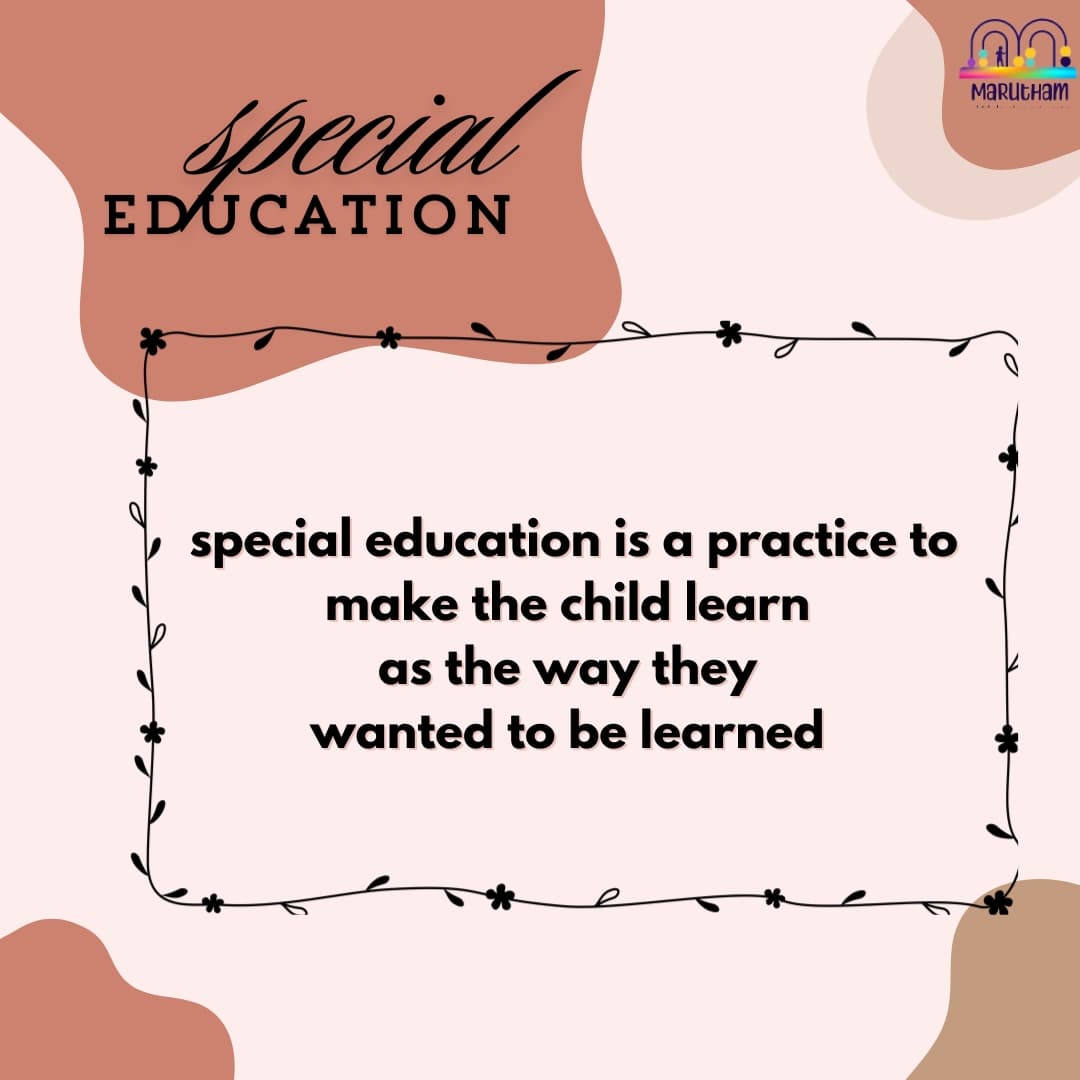 special
EDUCATION
MARUTHAM
special education is a practice to
make the child learn
as the way they
wanted to be learned